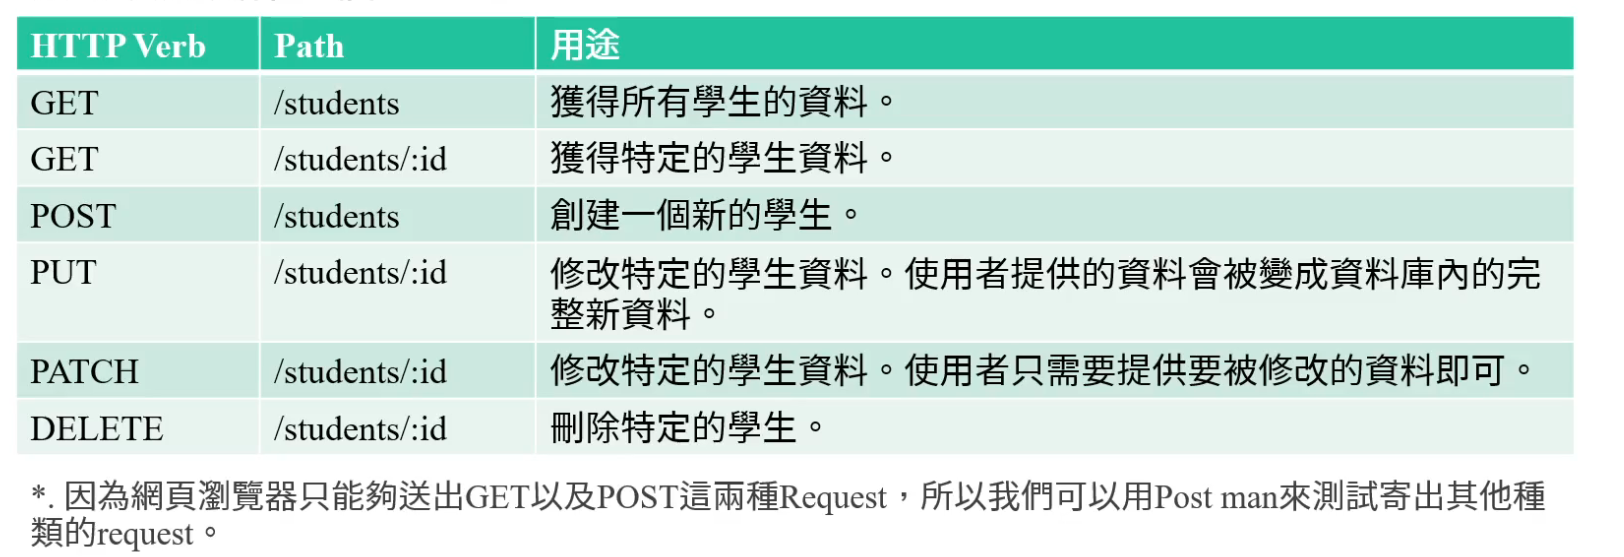 HTTP Verb Path 用途
GET /students 獲得所有學生的資料。
GET /students/:id 獲得特定的學生資料。
POST /students 創建一個新的學生。
PUT /students/:id 修改特定的學生資料。使用者提供的資料會被變成資料庫內的完
整新資料。
PATCH /students/:id 修改特定的學生資料。使用者只需要提供要被修改的資料即可。
DELETE /students/:id 刪除特定的學生。
*. 因為網頁瀏覽器只能夠送出GET以及POST這兩種Request，所以我們可以用Post man來測試寄出其他種
類的request。